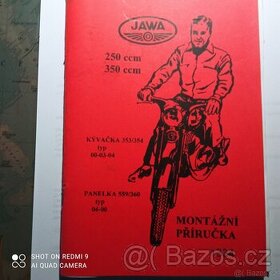 JAWA
250 ccm
350 ccm
KÝVAČKA 353/354
typ
00-03-04
PANELKA 559/360
typ
04-00
MONTÁŽNÍ
PŘÍRUČKA
SHOT ON REDMI 9
AI QUAD CAMERA
Bazoš.cz